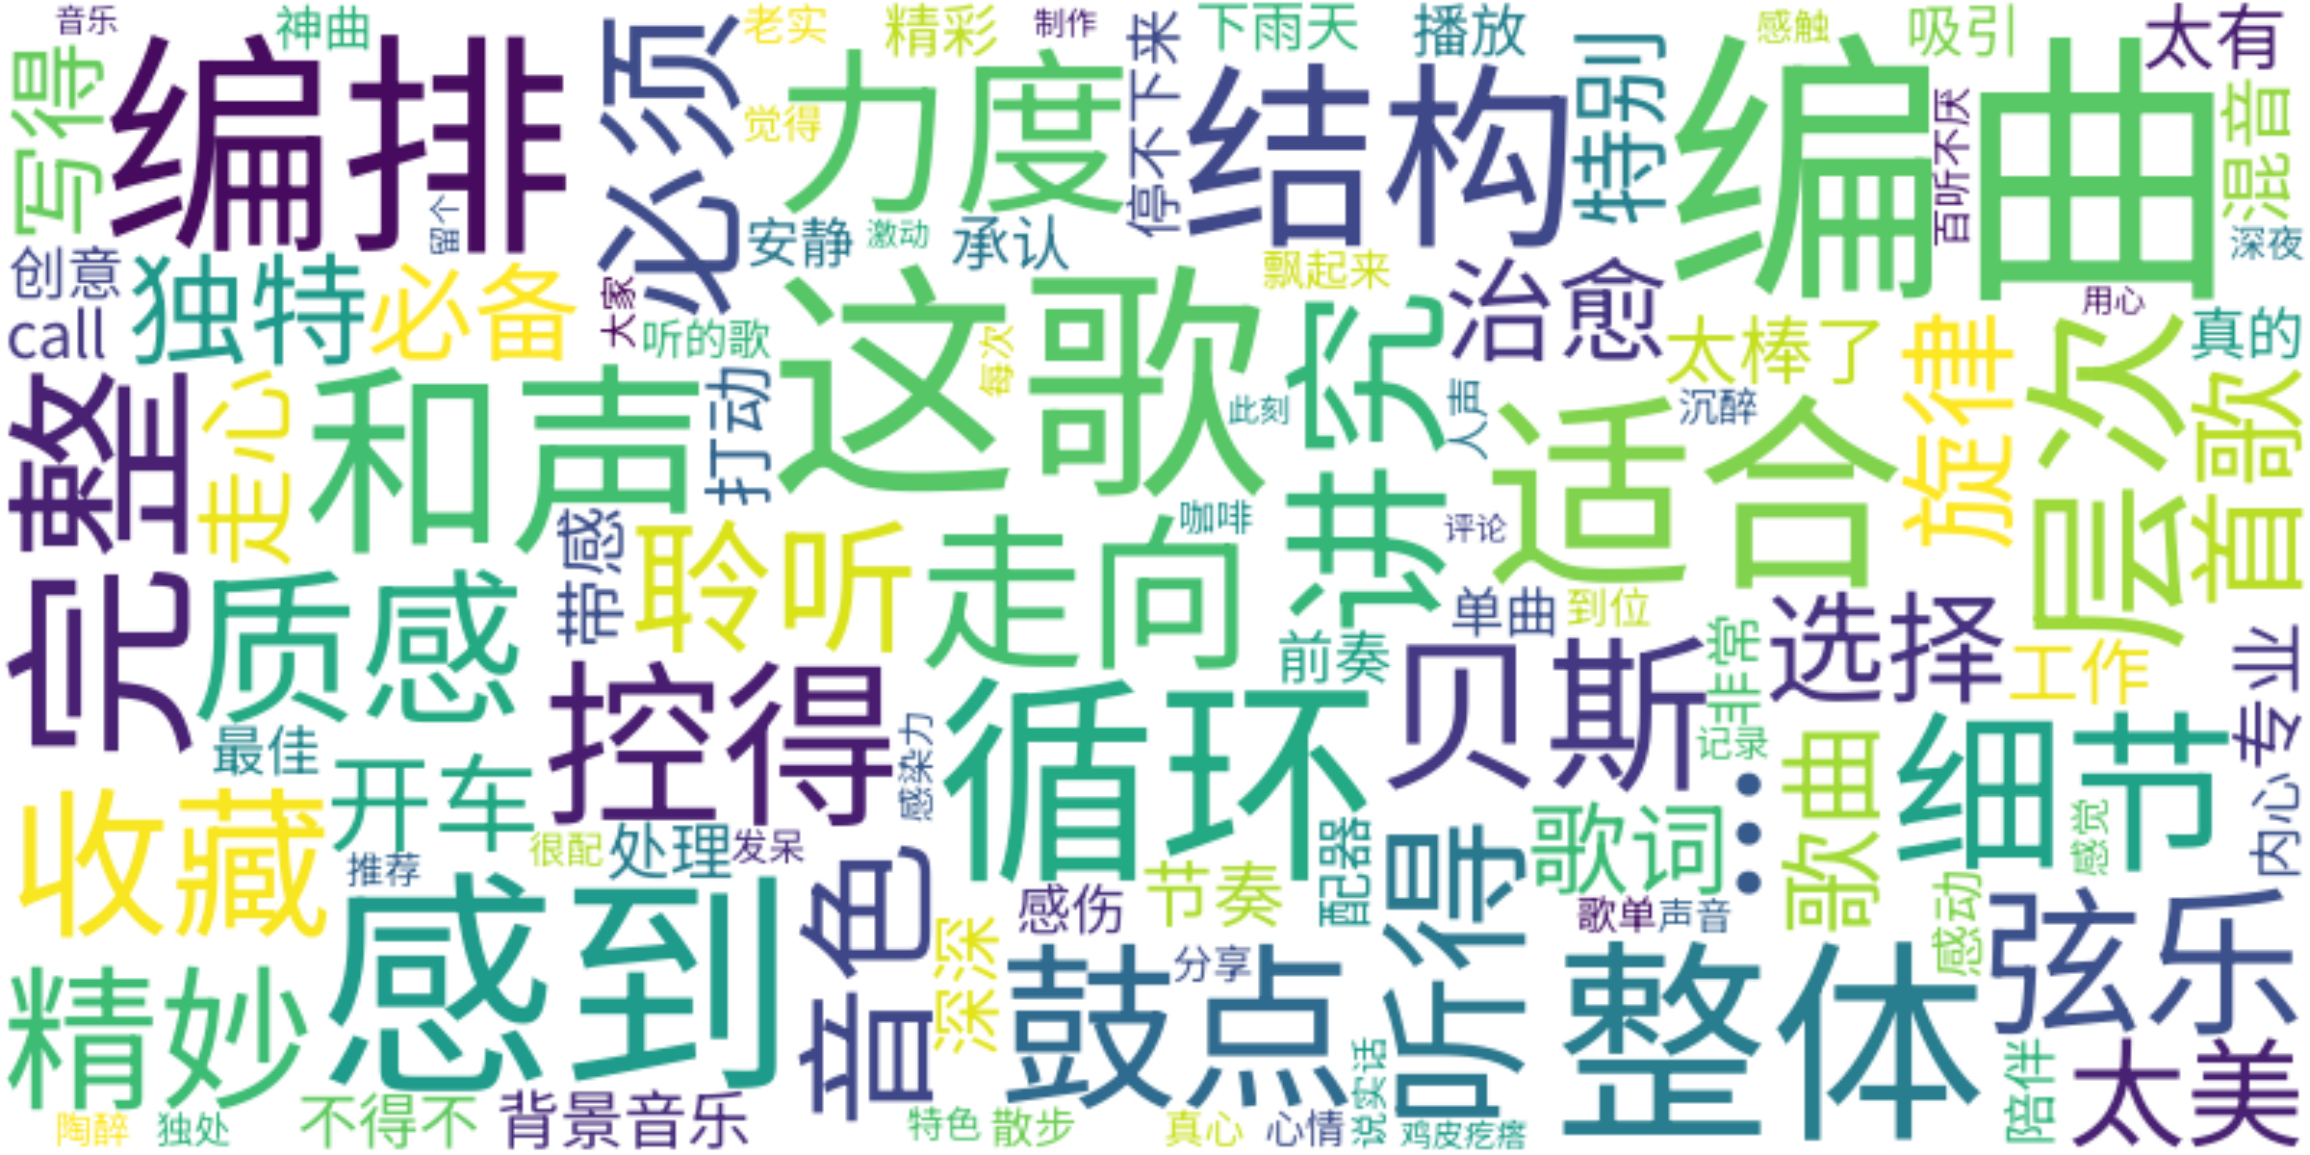 音乐
神曲
老实
精彩
制作
下雨天
播放
感触
吸引
太有
写得
编排
必须
力度
停不下来
结构
特别
编曲
百听不厌
混音
觉得
留个
安静
激动
承认
深夜
创意
独特
必备
大家
飘起来
治愈
用心
call
听的歌
这歌
每次
讲究
太棒了
旋律
层次
真的
完整
走心
和声
打动
此刻
人声
适合
沉醉
音歌
带感
聆听
走向
咖啡
评论
质感
单曲
到位
选择
前奏
贝斯
非常
工作
专业
最佳
控得
感染力
循环
记录
细节
收藏
开车
很配
处理
发呆
配器
听得
歌词
...
歌曲
感觉
内心
推荐
感到
音色
感伤
节奏
歌单
声音
感动
弦乐
深深
精妙
鼓点
分享
整体
说实话
陪伴
太美
陶醉
独处
不得不
背景音乐
特色
散步
真心
心情
鸡皮疙瘩